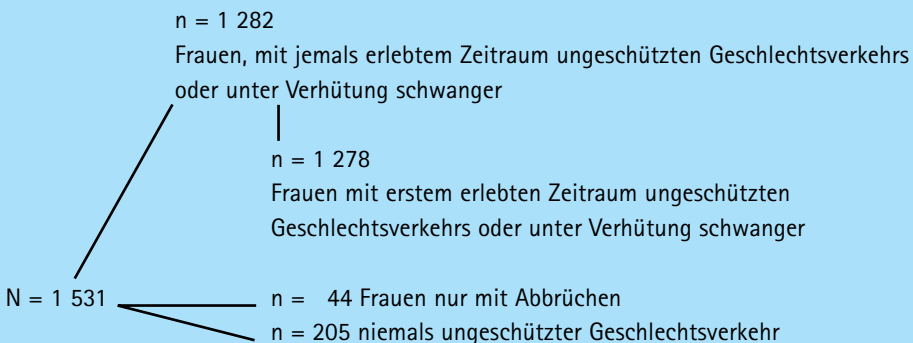 n = 1 282
Frauen, mit jemals erlebtem Zeitraum ungeschützten Geschlechtsverkehrs
oder unter Verhütung schwanger
n = 1 278
Frauen mit erstem erlebten Zeitraum ungeschützten
Geschlechtsverkehrs oder unter Verhütung schwanger
N = 1 531
n = 44 Frauen nur mit Abbrüchen
n = 205 niemals ungeschützter Geschlechtsverkehr